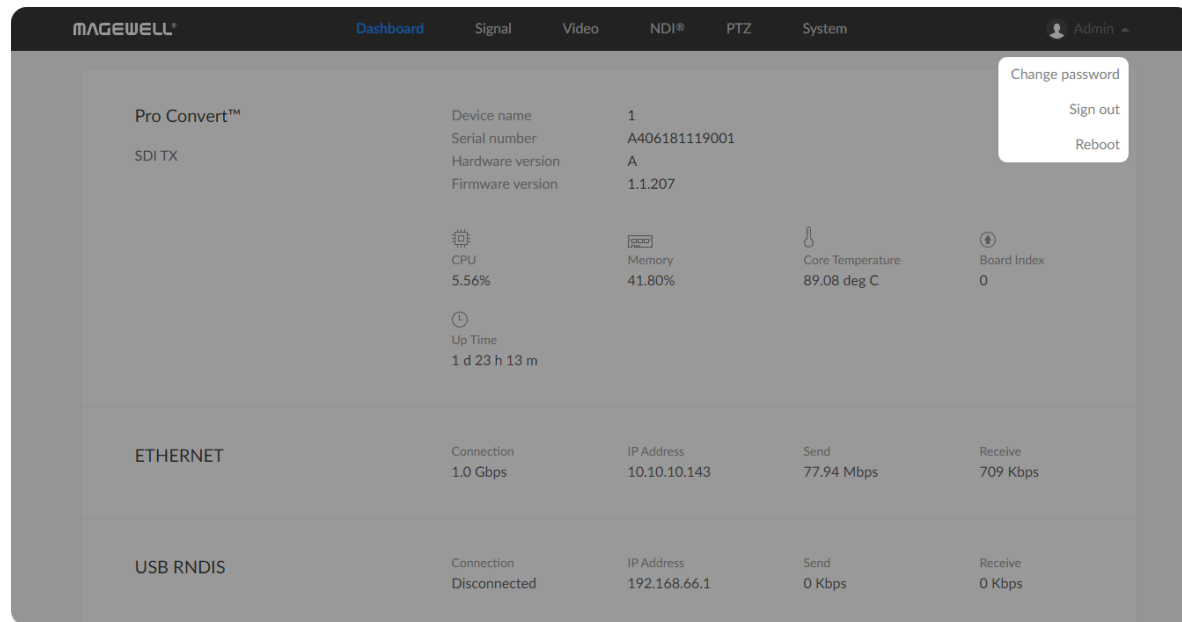 MAGEWELL® Dashboard Signal Video NDI® PTZ System Admin
Change password
Sign out
Reboot
Pro Convert™
SDI TX
Device name 1
Serial number A406181119001
Hardware version A
Firmware version 1.1.207
CPU Memory Core Temperature Board Index
5.56% 41.80% 89.08 deg C 0
Up Time
1 d 23 h 13 m
ETHERNET
Connection IP Address Send Receive
1.0 Gbps 10.10.10.143 77.94 Mbps 709 Kbps
USB RNDIS
Connection IP Address Send Receive
Disconnected 192.168.66.1 0 Kbps 0 Kbps